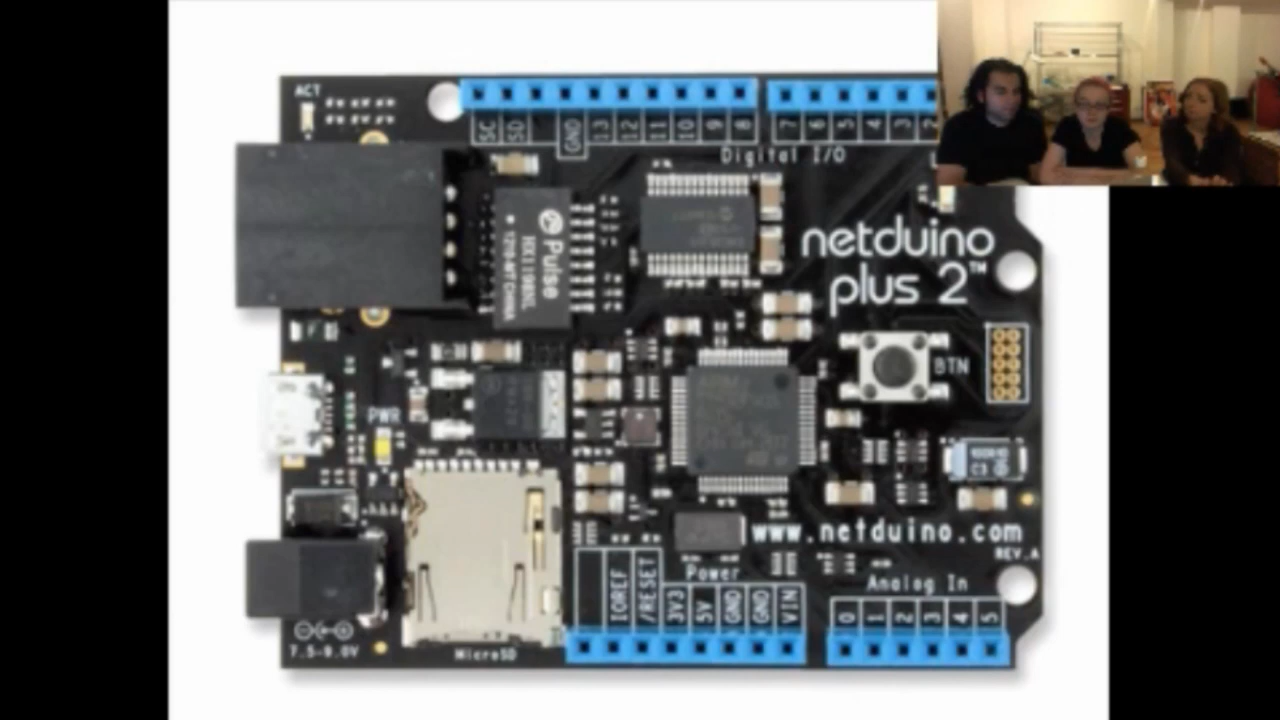 ACT
SC
SD
GND
13
12
11
10
9
8
7
6
5
4
3
2
Digital I/O
Pulse
netduino
plus 2™
BTN
PWR
www.netduino.com
REV.A
IOREF
/RESET
3V3
5V
GND
GND
VIN
Power
Analog In
0
1
2
3
4
5
7.5-9.0V
MicroSD